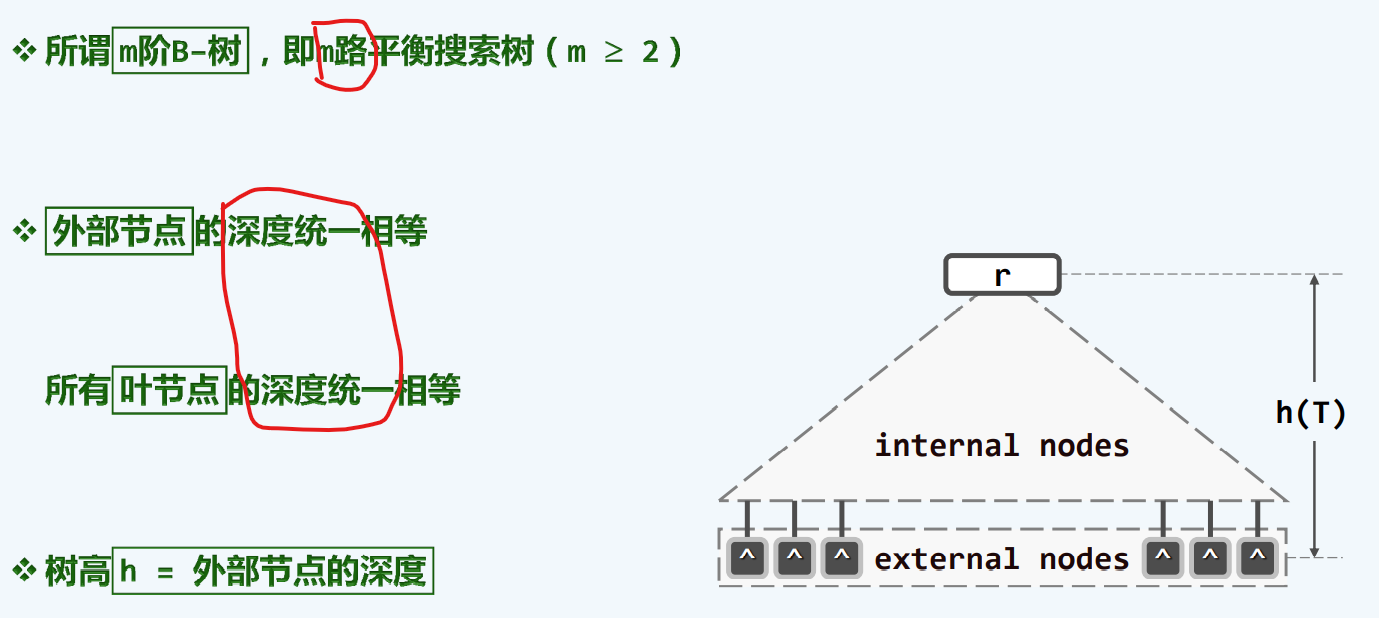 ❖ 所谓m阶B-树，即m路平衡搜索树（m ≥ 2）
❖ 外部节点的深度统一相等
所有叶节点的深度统一相等
❖ 树高h = 外部节点的深度
r
h(T)
internal nodes
^ ^ ^ external nodes ^ ^ ^